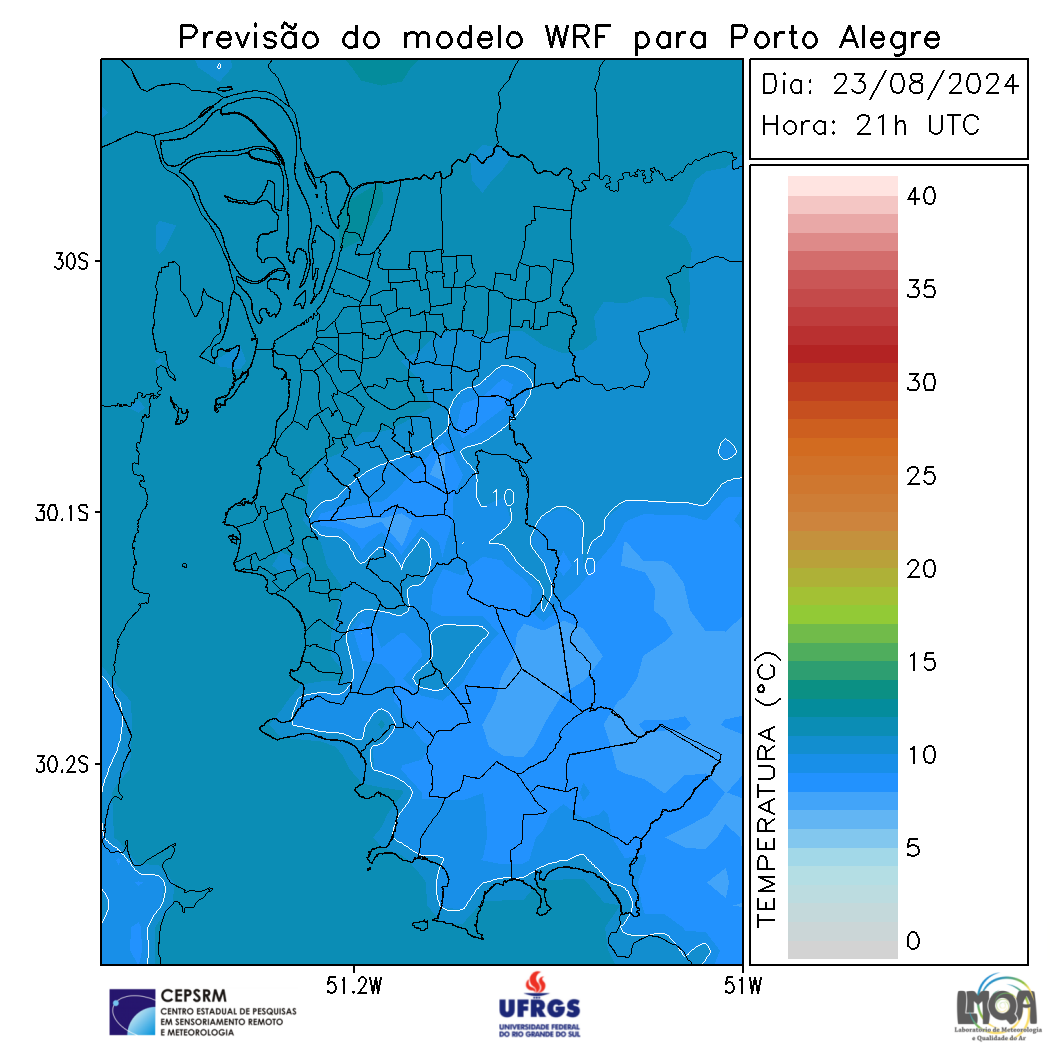 Previsão do modelo WRF para Porto Alegre
Dia: 23/08/2024
Hora: 21h UTC
40
35
30
25
20
15
10
5
0
TEMPERATURA (°C)
30S
30.1S
30.2S
51.2W
51W
10
10
CEPSRM
CENTRO ESTADUAL DE PESQUISAS
EM SENSORIAMENTO REMOTO
E METEOROLOGIA
UFRGS
UNIVERSIDADE FEDERAL
DO RIO GRANDE DO SUL
LMQA
Laboratório de Meteorologia
e Qualidade do Ar